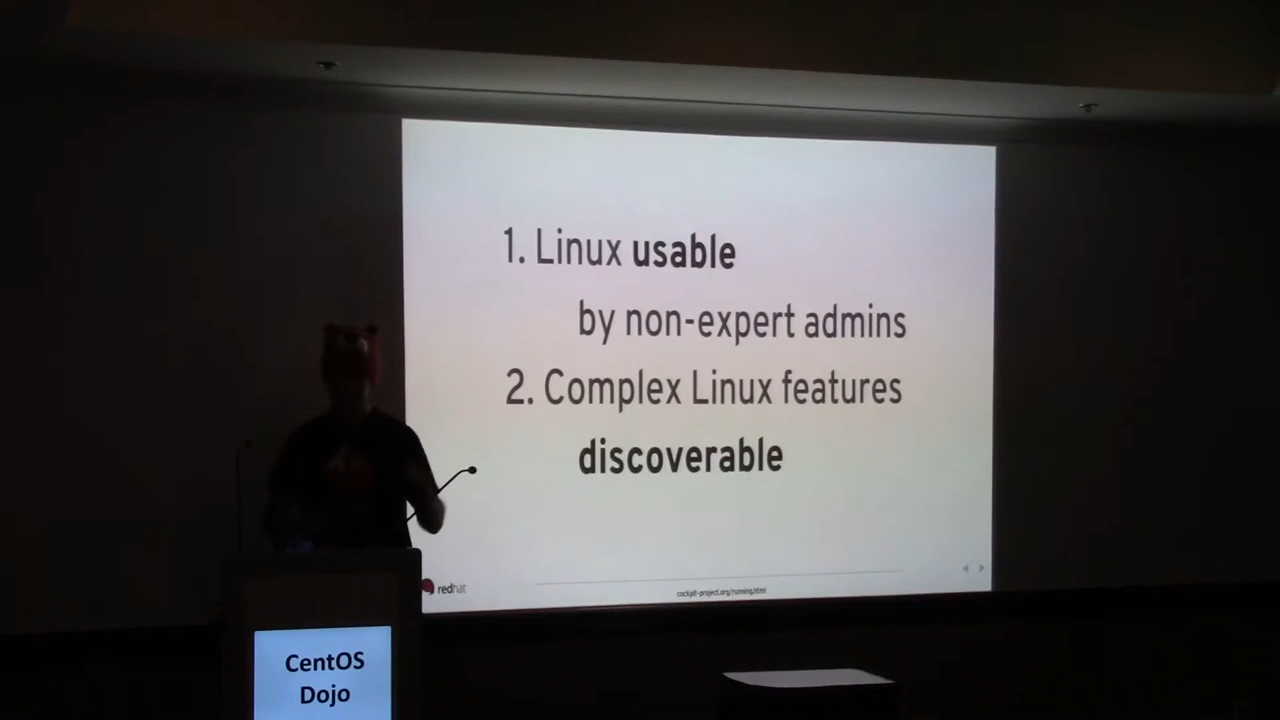 1. Linux usable
by non-expert admins
2. Complex Linux features
discoverable
redhat
cockpit-project.org/running.html
CentOS
Dojo